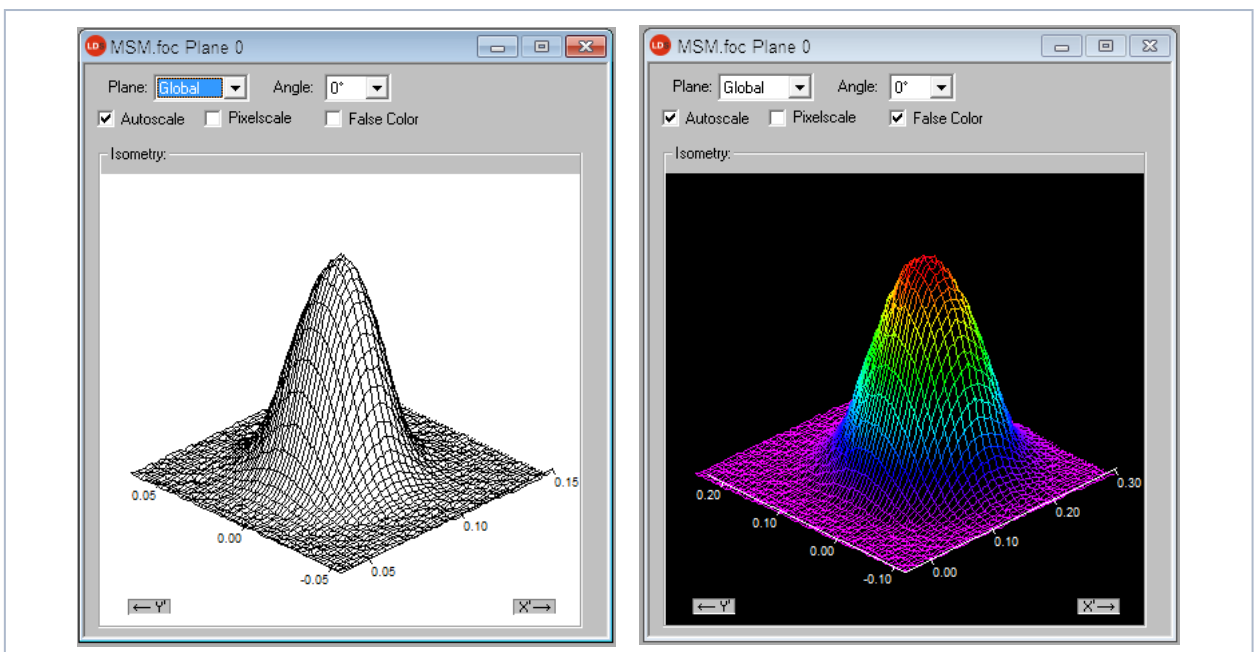 LD MSM.foc Plane 0
Plane: Global Angle: 0°
Autoscale Pixelscale False Color
Isometry:
0.05
0.00
-0.05
0.05
0.10
0.15
← Y'
X'→
LD MSM.foc Plane 0
Plane: Global Angle: 0°
Autoscale Pixelscale False Color
Isometry:
0.20
0.10
0.00
-0.10
0.00
0.10
0.20
0.30
← Y'
X'→